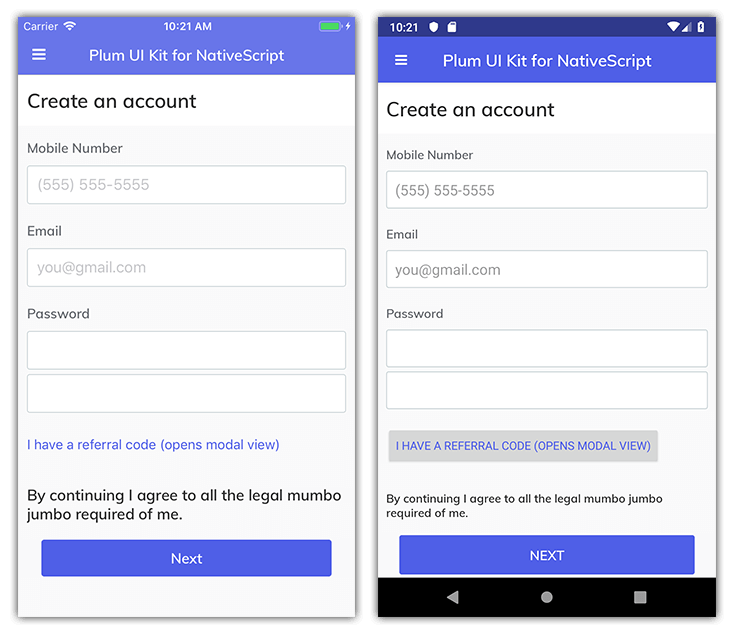 Carrier 10:21 AM
Plum UI Kit for NativeScript
Create an account
Mobile Number
(555) 555-5555
Email
you@gmail.com
Password
I have a referral code (opens modal view)
By continuing I agree to all the legal mumbo
jumbo required of me.
Next
10:21
Plum UI Kit for NativeScript
Create an account
Mobile Number
(555) 555-5555
Email
you@gmail.com
Password
I HAVE A REFERRAL CODE (OPENS MODAL VIEW)
By continuing I agree to all the legal mumbo jumbo
required of me.
NEXT